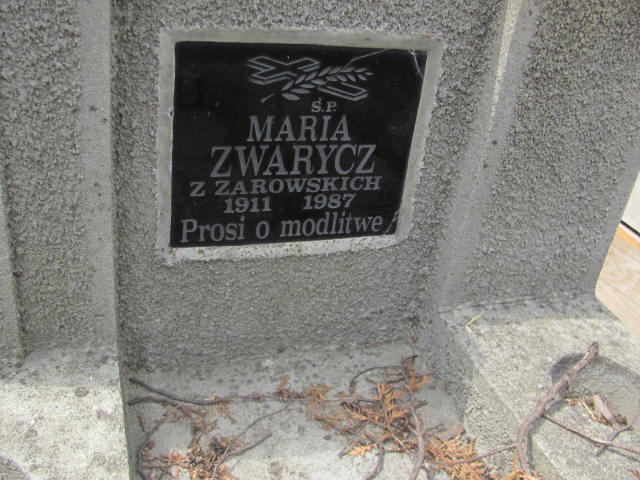 Ś.P.
MARIA
ZWARYCZ
Z ZAROWSKICH
1911 1987
Prosi o modlitwe